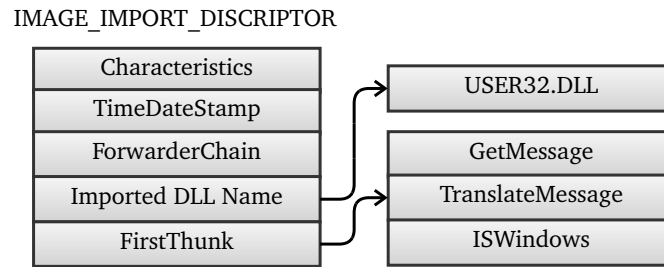 IMAGE_IMPORT_DISCRIPTOR
Characteristics
TimeDateStamp
ForwarderChain
Imported DLL Name
FirstThunk
USER32.DLL
GetMessage
TranslateMessage
ISWindows